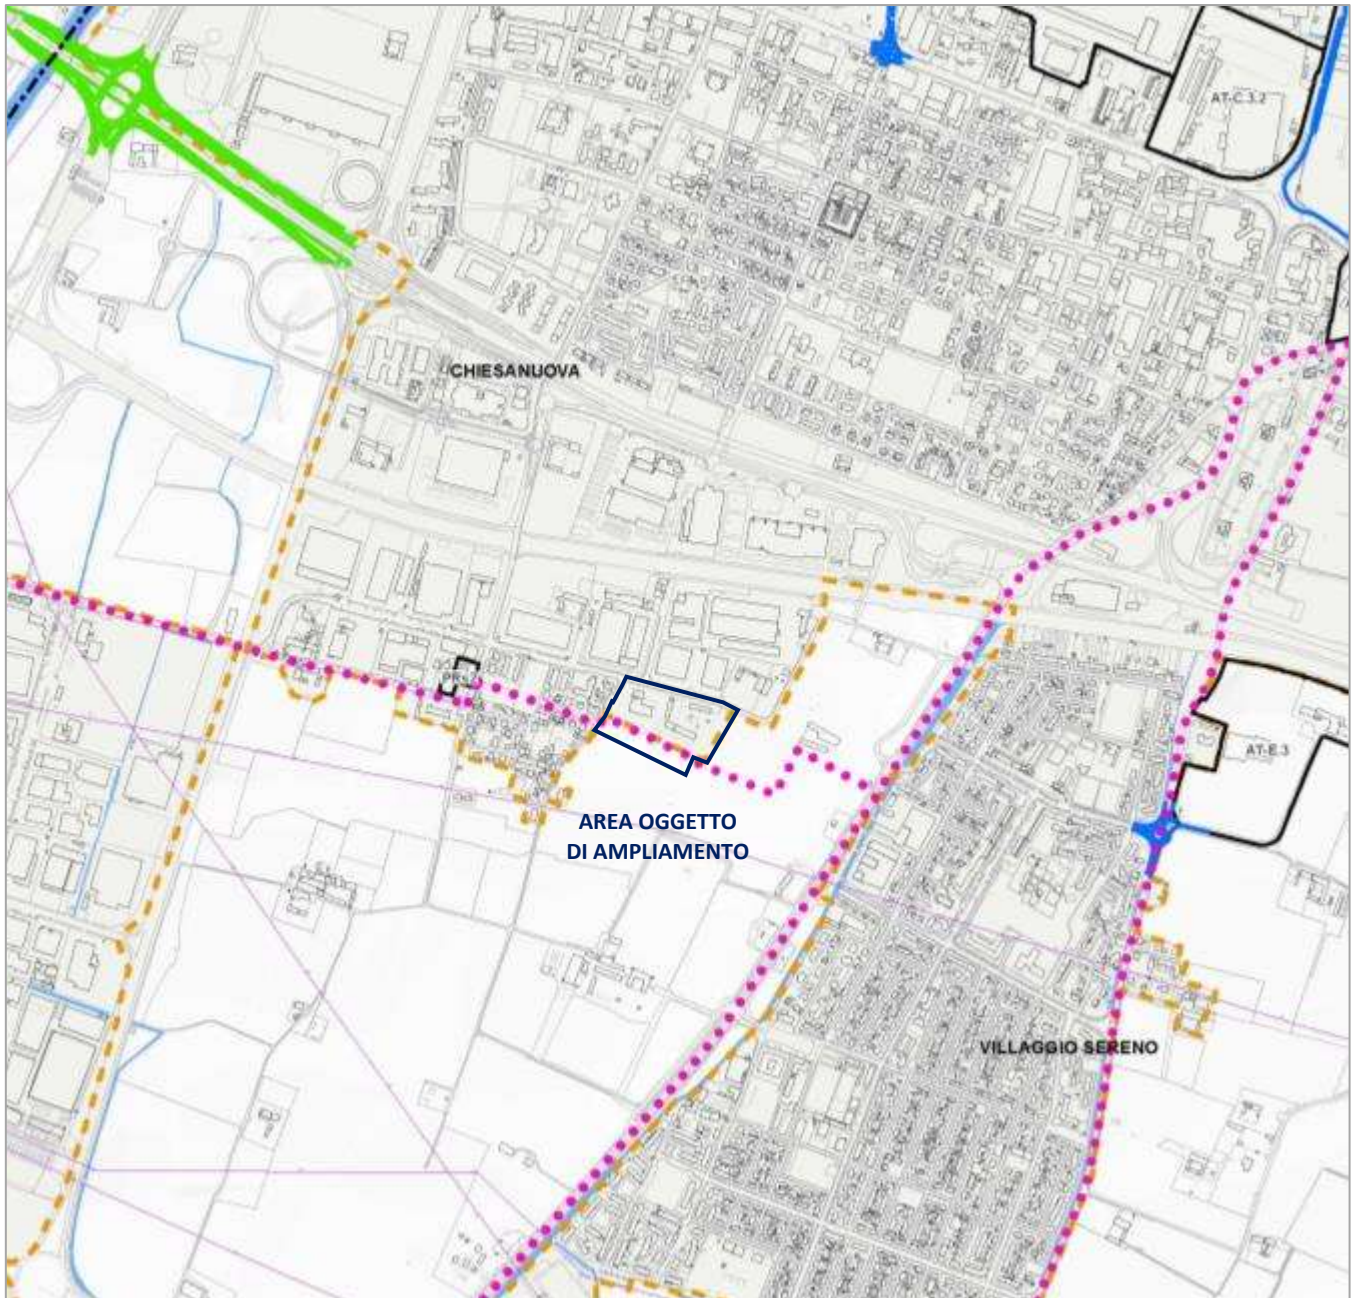 AT-C.3.2
CHIESANUOVA
AT-E.3
AREA OGGETTO
DI AMPLIAMENTO
VILLAGGIO SERENO